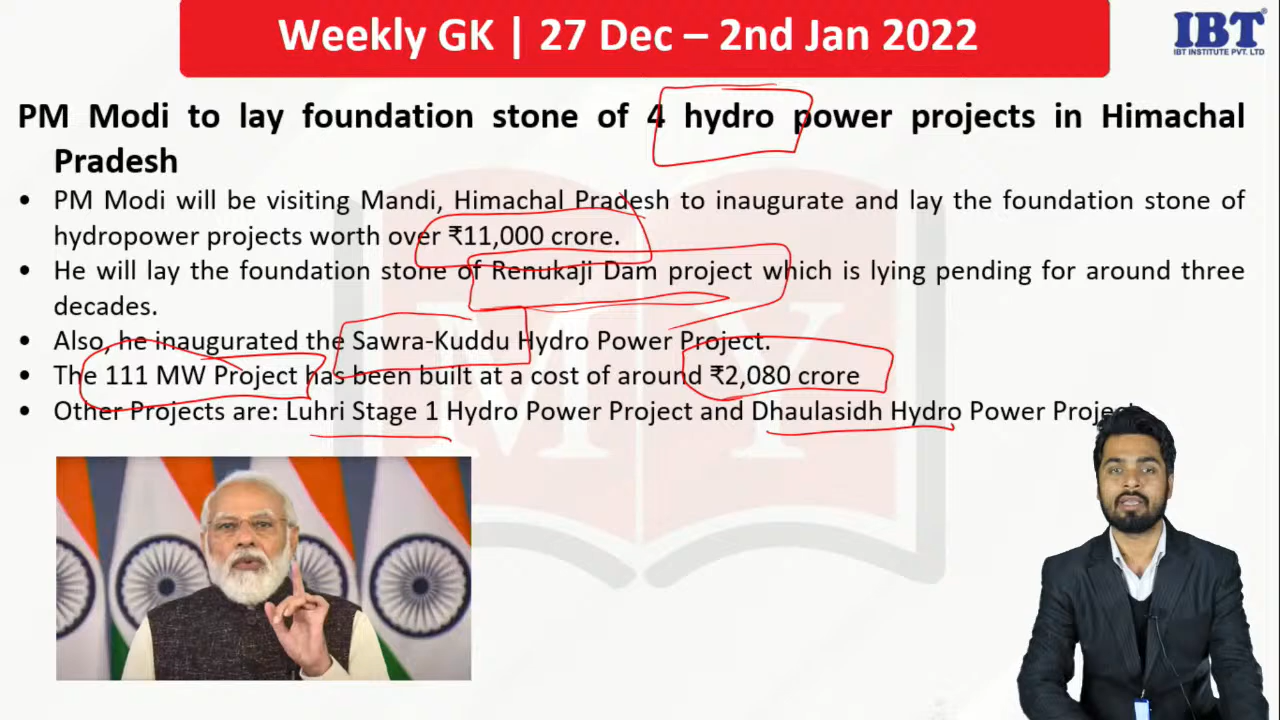 Weekly GK | 27 Dec – 2nd Jan 2022
IBT
IBT INSTITUTE PVT. LTD
PM Modi to lay foundation stone of 4 hydro power projects in Himachal
Pradesh
• PM Modi will be visiting Mandi, Himachal Pradesh to inaugurate and lay the foundation stone of
hydropower projects worth over ₹11,000 crore.
• He will lay the foundation stone of Renukaji Dam project which is lying pending for around three
decades.
• Also, he inaugurated the Sawra-Kuddu Hydro Power Project.
• The 111 MW Project has been built at a cost of around ₹2,080 crore
• Other Projects are: Luhri Stage 1 Hydro Power Project and Dhaulasidh Hydro Power Project
M Y